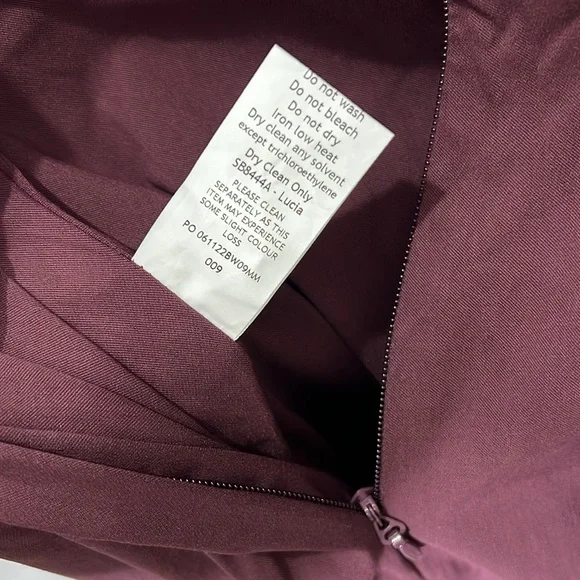 Do not wash
Do not bleach
Do not dry
Iron low heat
Dry clean any solvent
except trichloroethylene
Dry Clean Only
SB8444A - Lucia
PLEASE CLEAN
SEPARATELY AS THIS
ITEM MAY EXPERIENCE
SOME SLIGHT COLOUR
LOSS
PO 061122BW09MM
009